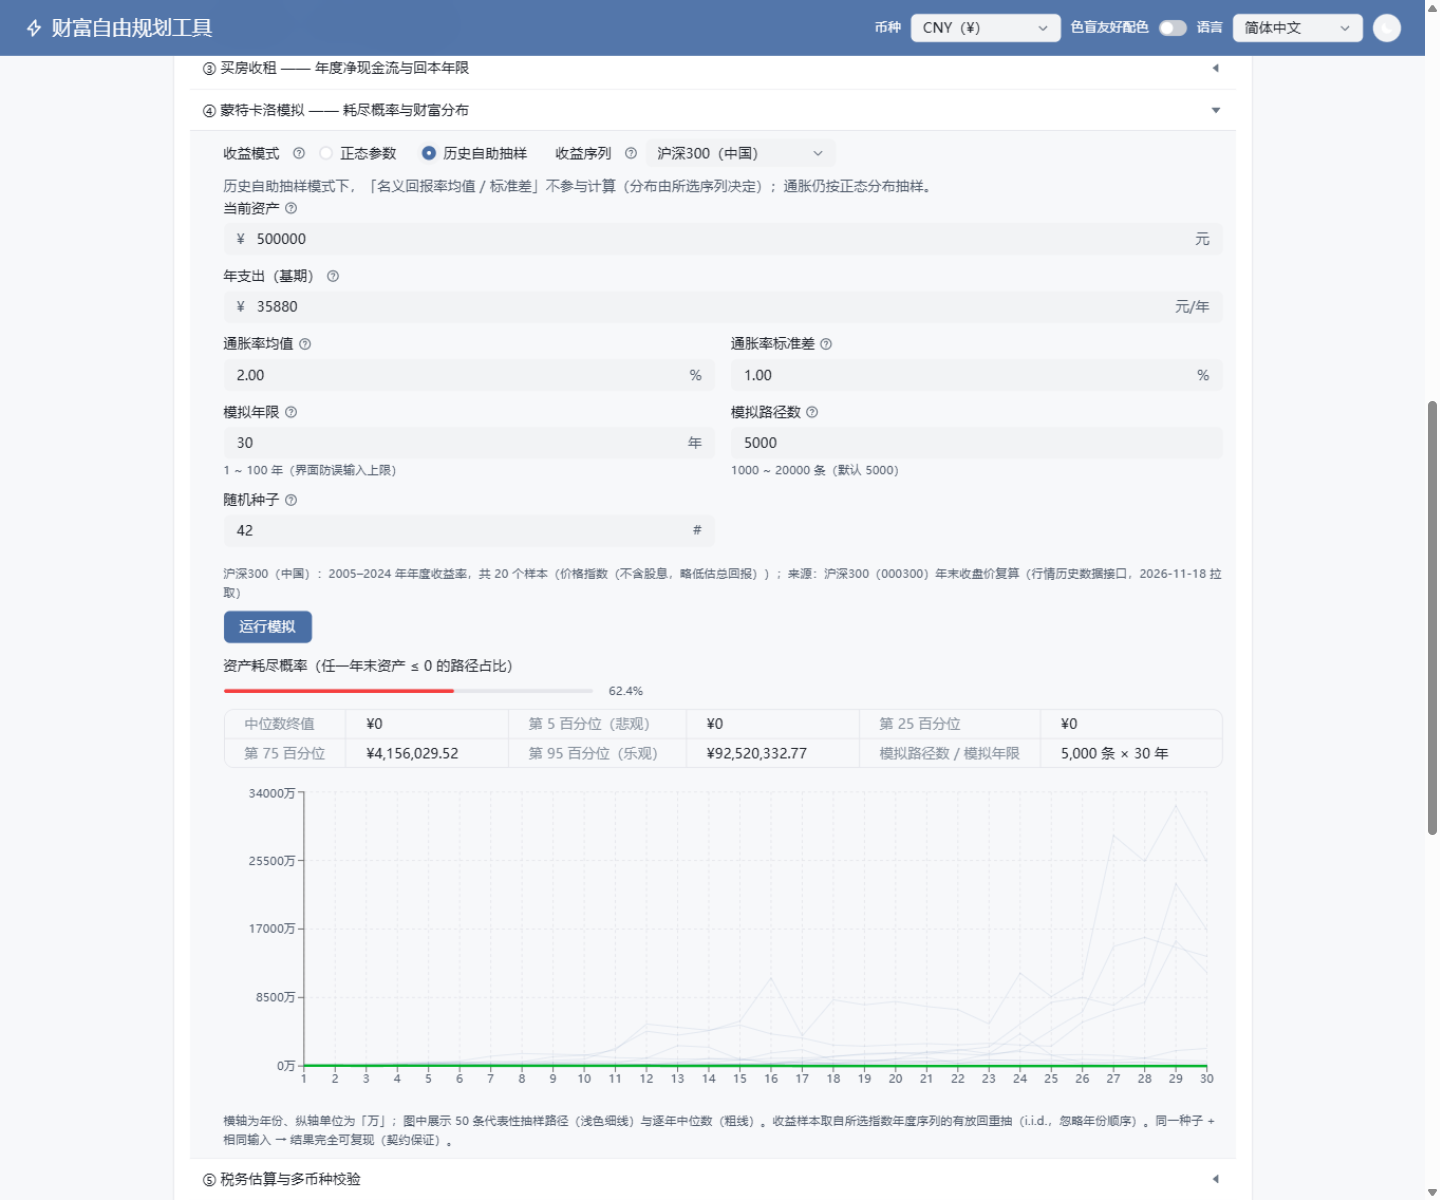 财富自由规划工具
币种 CNY（¥） 色盲友好配色 语言 简体中文
③ 买房收租 —— 年度净现金流与回本年限
④ 蒙特卡洛模拟 —— 耗尽概率与财富分布
收益模式 正态参数 历史自助抽样 收益序列 沪深300（中国）
历史自助抽样模式下，「名义回报率均值 / 标准差」不参与计算（分布由所选序列决定）；通胀仍按正态分布抽样。
当前资产
¥ 500000 元
年支出（基期）
¥ 35880 元/年
通胀率均值 通胀率标准差
2.00 % 1.00 %
模拟年限 模拟路径数
30 年 5000
1 ~ 100 年（界面防误输入上限） 1000 ~ 20000 条（默认 5000）
随机种子
42 #
沪深300（中国）：2005–2024 年年度收益率，共 20 个样本（价格指数（不含股息，略低估总回报））；来源：沪深300（000300）年末收盘价复算（行情历史数据接口，2026-11-18 拉
取）
运行模拟
资产耗尽概率（任一年末资产 ≤ 0 的路径占比）
62.4%
中位数终值 ¥0 第 5 百分位（悲观） ¥0 第 25 百分位 ¥0
第 75 百分位 ¥4,156,029.52 第 95 百分位（乐观） ¥92,520,332.77 模拟路径数 / 模拟年限 5,000 条 × 30 年
34000万
25500万
17000万
8500万
0万
1 2 3 4 5 6 7 8 9 10 11 12 13 14 15 16 17 18 19 20 21 22 23 24 25 26 27 28 29 30
横轴为年份、纵轴单位为「万」；图中展示 50 条代表性抽样路径（浅色细线）与逐年中位数（粗线）。收益样本取自所选指数年度序列的有放回重抽（i.i.d.，忽略年份顺序）。同一种子 +
相同输入 → 结果完全可复现（契约保证）。
⑤ 税务估算与多币种校验